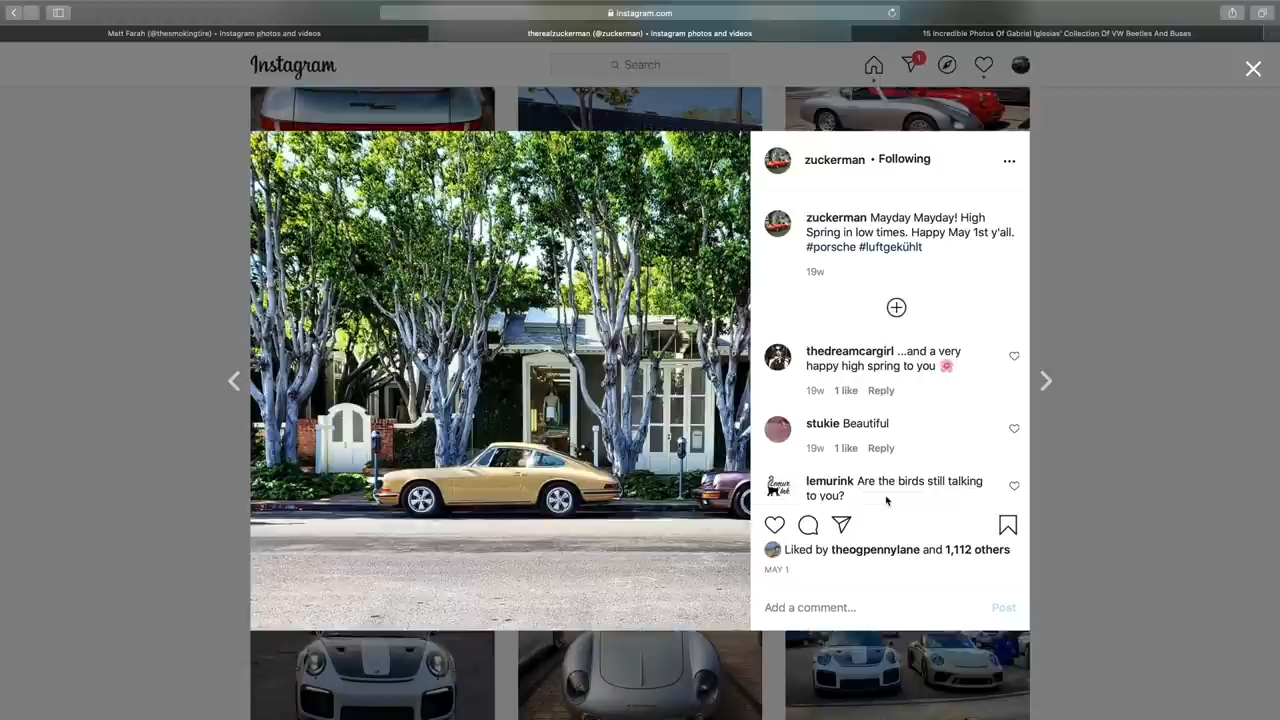 instagram.com
Matt Farah (@thesmokingtire) • Instagram photos and videos
therealzuckerman (@zuckerman) • Instagram photos and videos
15 Incredible Photos Of Gabriel Iglesias' Collection Of VW Beetles And Buses
Instagram
Search
1
zuckerman • Following
zuckerman Mayday Mayday! High
Spring in low times. Happy May 1st y'all.
#porsche #luftgekühlt
19w
thedreamcargirl ...and a very
happy high spring to you 🌸
19w 1 like Reply
stukie Beautiful
19w 1 like Reply
lemurink Are the birds still talking
to you?
Liked by theogpennylane and 1,112 others
MAY 1
Add a comment... Post